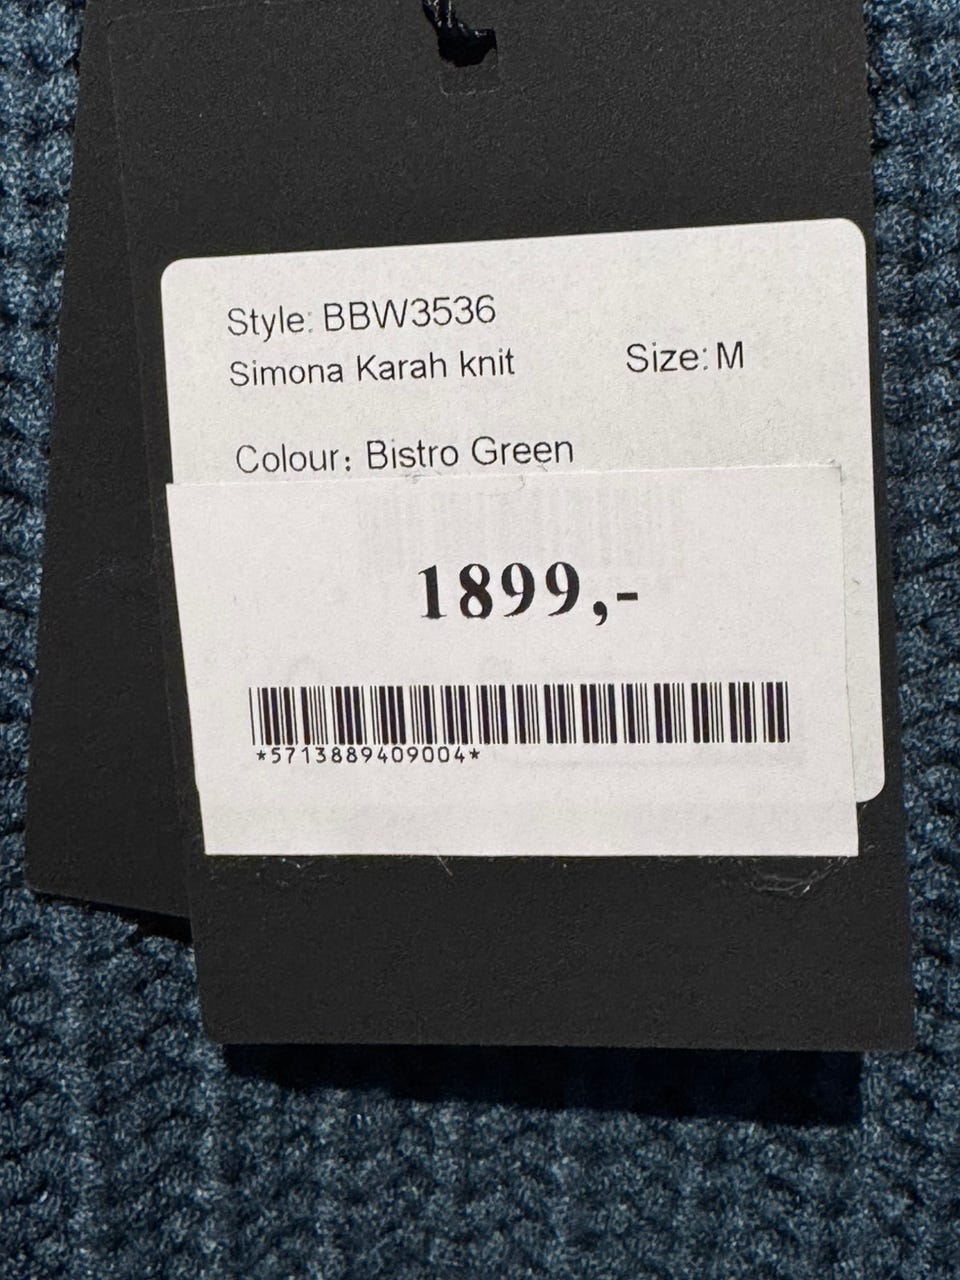 Style: BBW3536
Simona Karah knit
Size: M
Colour: Bistro Green
1899,-
*5713889409004*